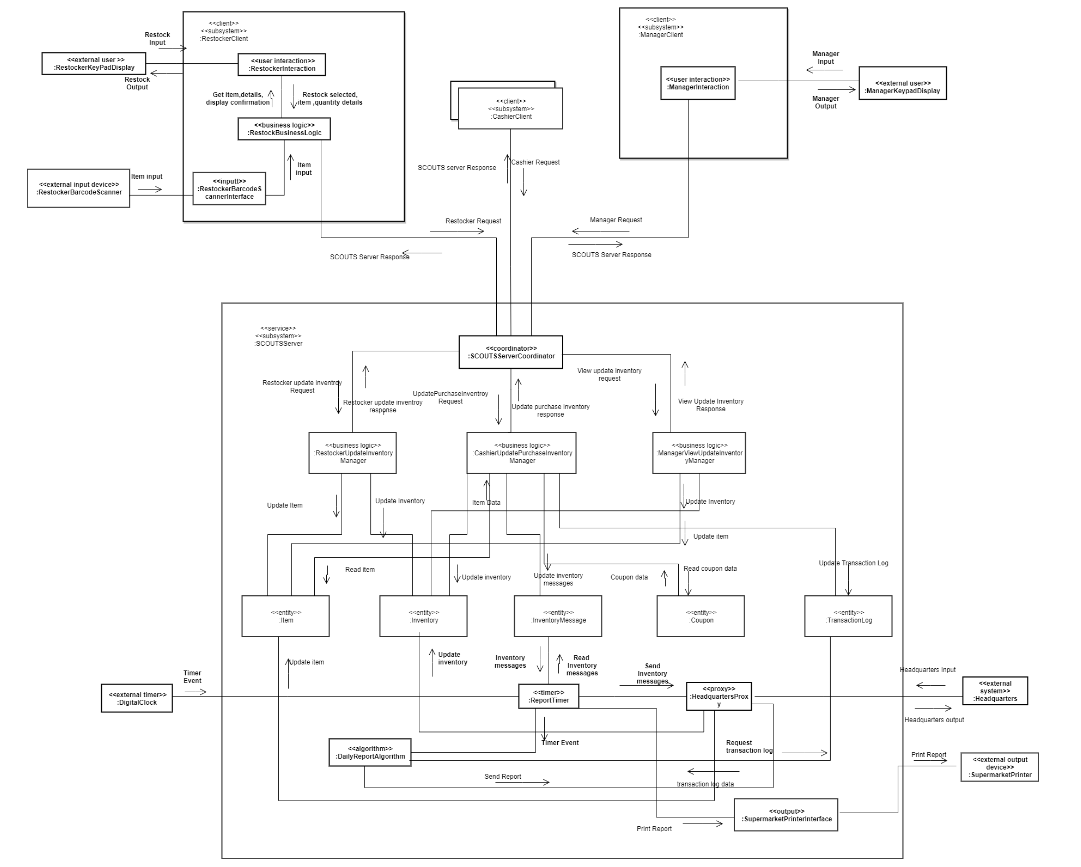 <<client>>
<<subsystem>>
:RestockerClient
Restock
Input
<<external user >>
:RestockerKeyPadDisplay
Restock
Output
<<user interaction>>
:RestockerInteraction
Get item,details,
display confirmation
Restock selected,
item ,quantity details
<<business logic>>
:RestockBusinessLogic
Item
input
<<external input device>>
:RestockerBarcodeScanner
Item input
<<inputI>>
:RestockerBarcodeS
cannerInterface
<<client>>
<<subsystem>>
:CashierClient
SCOUTS server Response
Cashier Request
<<client>>
<<subsystem>>
:ManagerClient
<<user interaction>>
:ManagerInteraction
Manager
Input
Manager
Output
<<external user>>
:ManagerKeypadDisplay
Restocker Request
SCOUTS Server Response
Manager Request
SCOUTS Server Response
<<service>>
<<subsystem>>
:SCOUTSServer
<<coordinator>>
:SCOUTSServerCoordinator
Restocker update inventroy
Request
Restocker update inventroy
response
UpdatePurchaseInventroy
Request
Update purchase inventory
response
View update Inventory
request
View Update Inventory
Response
<<business logic>>
:RestockerUpdateInventory
Manager
<<business logic>>
:CashierUpdatePurchaseInventory
Manager
<<business logic>>
:ManagerViewUpdateInventor
yManager
Update Item
Update inventory
Item Data
Update inventory
Update item
Read item
Update inventory
Update inventory
messages
Coupon data
Read coupon data
Update Transaction Log
<<entity>>
:Item
<<entity>>
:Inventory
<<entity>>
:InventoryMessage
<<entity>>
:Coupon
<<entity>>
:TransactionLog
Update item
Update
inventory
Inventory
messages
Read
Inventory
messages
Send
Inventory
messages
Timer
Event
<<external timer>>
:DigitalClock
<<timer>>
:ReportTimer
<<proxy>>
:HeadquartersProx
y
Headquarters Input
<<external
system>>
:Headquarters
Headquarters output
Timer Event
<<algorithm>>
:DailyReportAlgorithm
Request
transaction log
transaction log data
Send Report
Print Report
<<external output
device>>
:SupermarketPrinter
<<output>>
:SupermarketPrinterInterface
Print Report